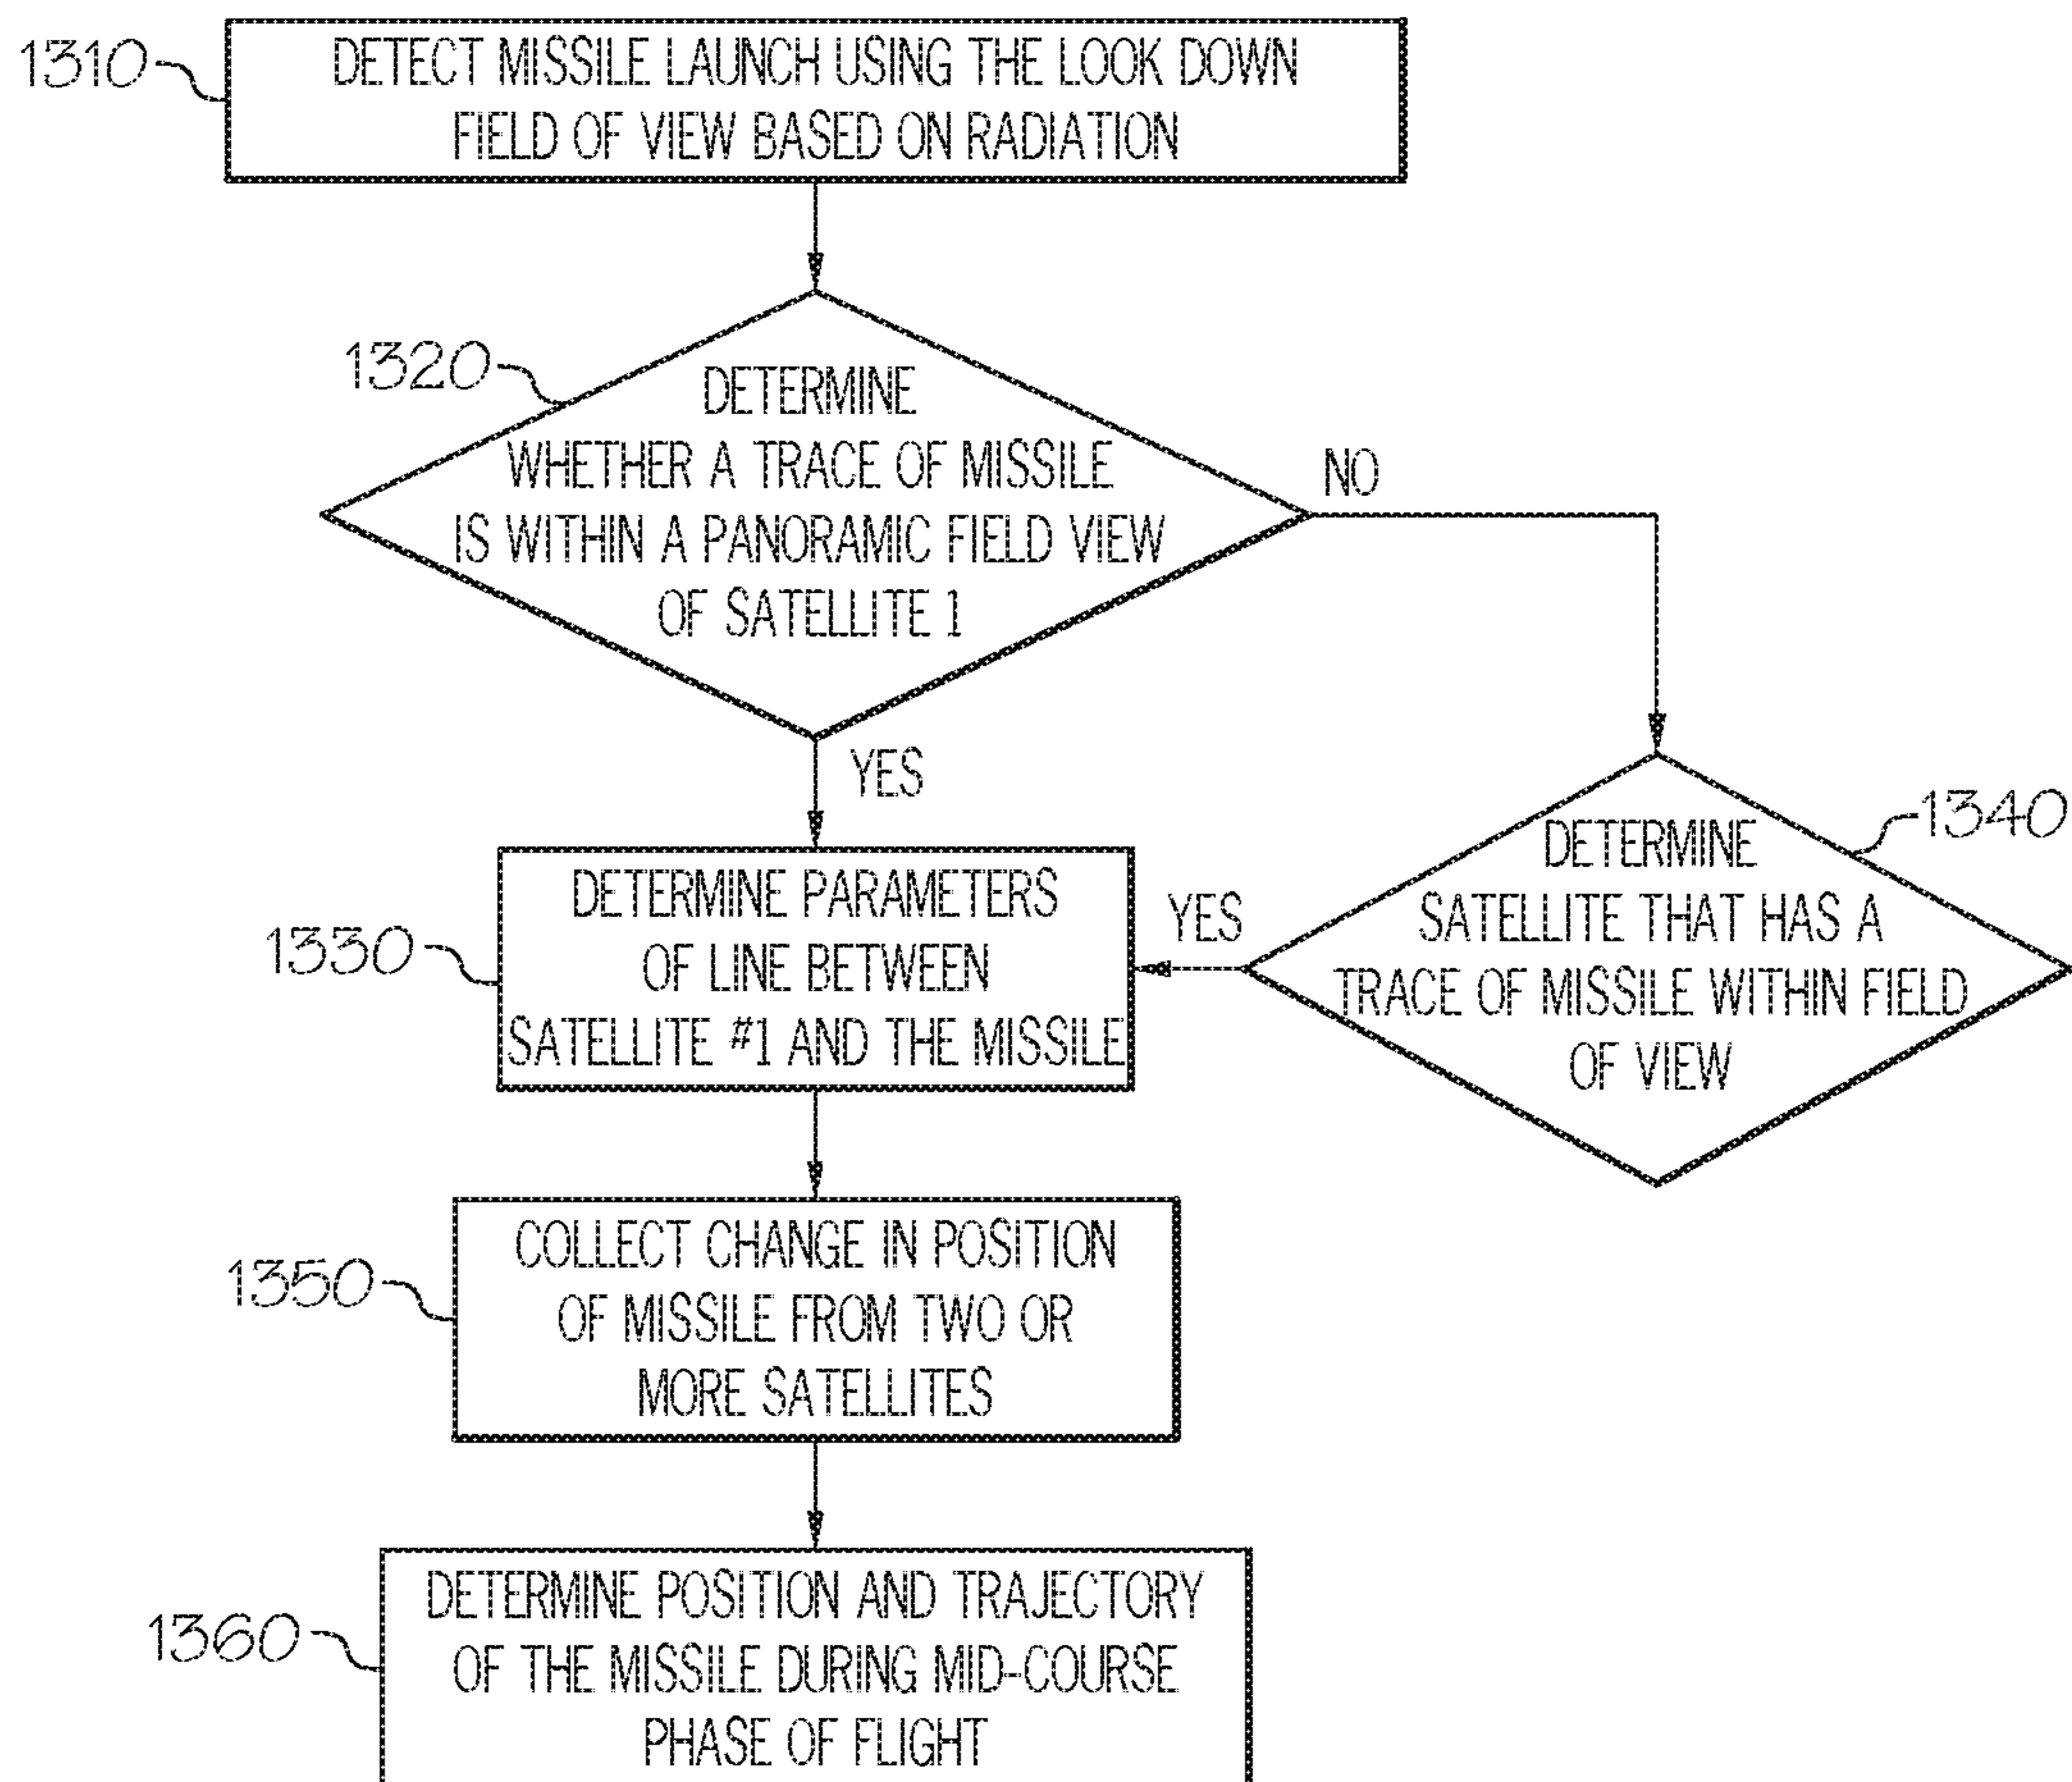 1310
DETECT MISSILE LAUNCH USING THE LOOK DOWN
FIELD OF VIEW BASED ON RADIATION
1320
DETERMINE
WHETHER A TRACE OF MISSILE
IS WITHIN A PANORAMIC FIELD VIEW
OF SATELLITE 1
NO
YES
1330
DETERMINE PARAMETERS
OF LINE BETWEEN
SATELLITE #1 AND THE MISSILE
YES
1340
DETERMINE
SATELLITE THAT HAS A
TRACE OF MISSILE WITHIN FIELD
OF VIEW
1350
COLLECT CHANGE IN POSITION
OF MISSILE FROM TWO OR
MORE SATELLITES
1360
DETERMINE POSITION AND TRAJECTORY
OF THE MISSILE DURING MID-COURSE
PHASE OF FLIGHT